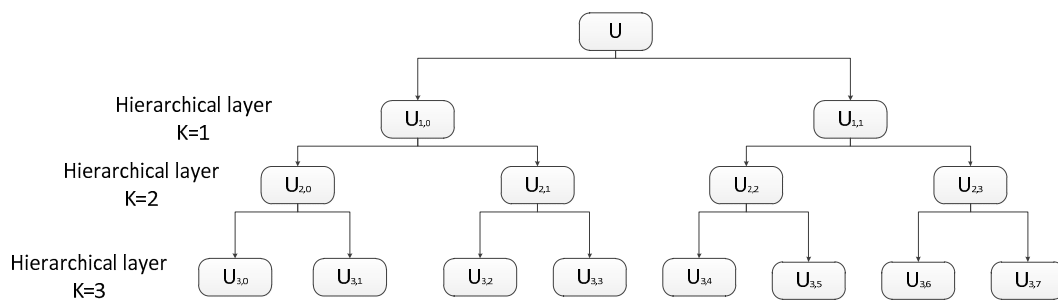 U
Hierarchical layer
K=1
U1,0
U1,1
Hierarchical layer
K=2
U2,0
U2,1
U2,2
U2,3
Hierarchical layer
K=3
U3,0
U3,1
U3,2
U3,3
U3,4
U3,5
U3,6
U3,7